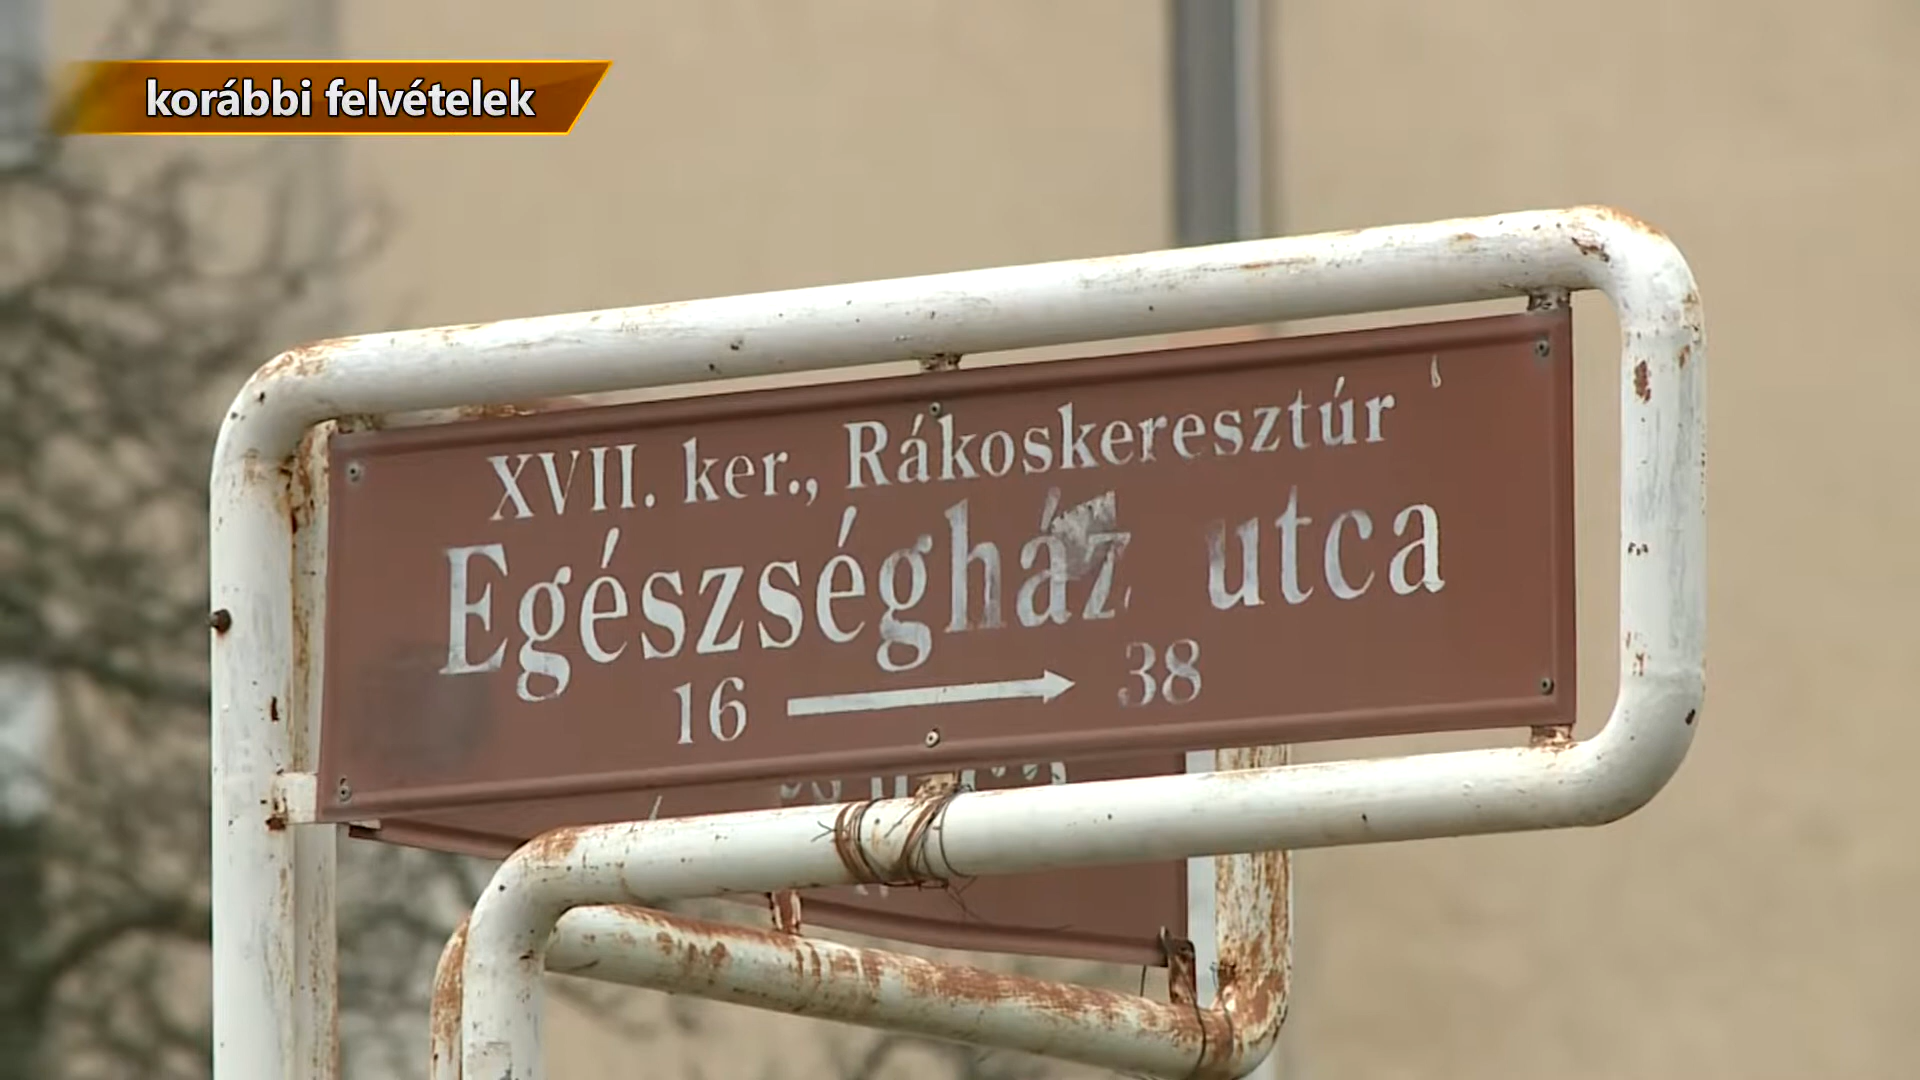 korábbi felvételek
XVII. ker., Rákoskeresztúr
Egészségház utca
16 38